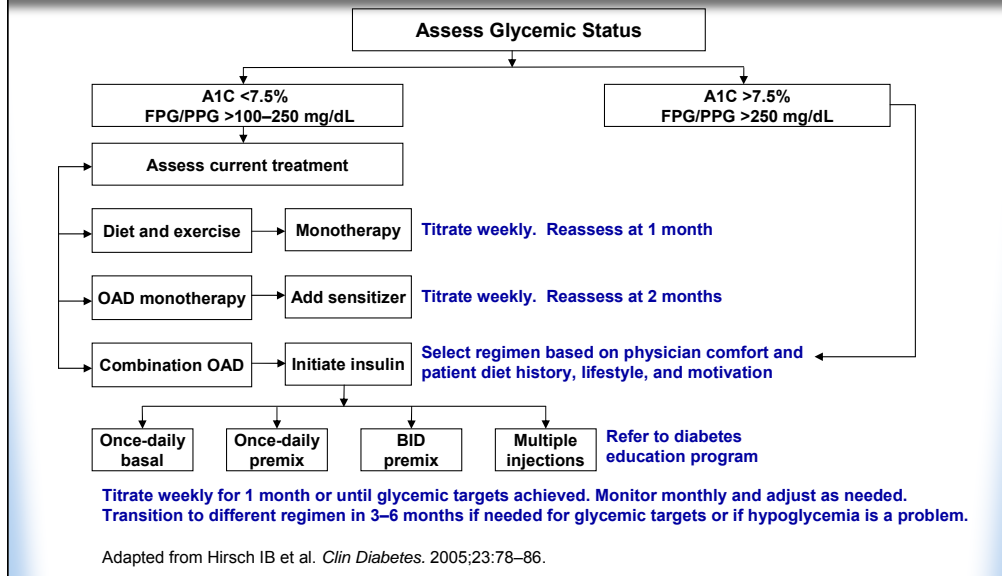 Assess Glycemic Status
A1C <7.5%
FPG/PPG >100–250 mg/dL
A1C >7.5%
FPG/PPG >250 mg/dL
Assess current treatment
Diet and exercise
Monotherapy
Titrate weekly.  Reassess at 1 month
OAD monotherapy
Add sensitizer
Titrate weekly.  Reassess at 2 months
Combination OAD
Initiate insulin
Select regimen based on physician comfort and
patient diet history, lifestyle, and motivation
Once-daily
basal
Once-daily
premix
BID
premix
Multiple
injections
Refer to diabetes
education program
Titrate weekly for 1 month or until glycemic targets achieved. Monitor monthly and adjust as needed.
Transition to different regimen in 3–6 months if needed for glycemic targets or if hypoglycemia is a problem.
Adapted from Hirsch IB et al. Clin Diabetes. 2005;23:78–86.